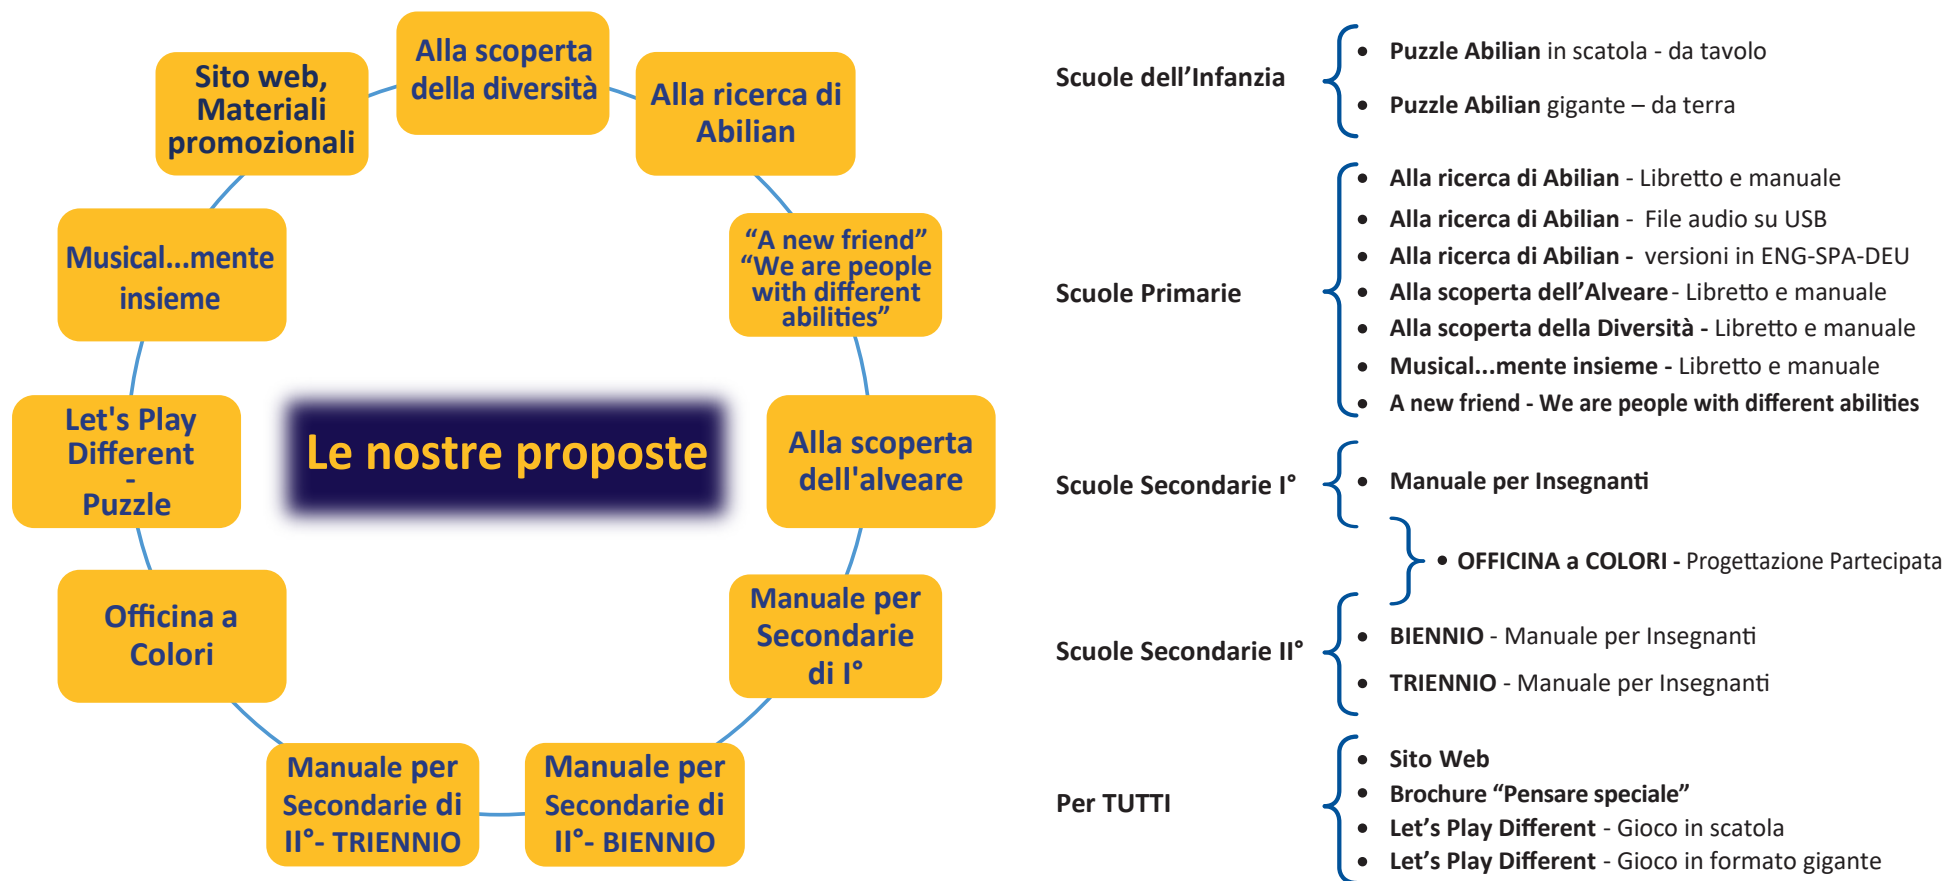 Alla scoperta
della diversità
Alla ricerca di
Abilian
“A new friend”
“We are people
with different
abilities”
Alla scoperta
dell'alveare
Manuale per
Secondarie
di I°
Manuale per
Secondarie di
II°- BIENNIO
Manuale per
Secondarie di
II°- TRIENNIO
Officina a
Colori
Let's Play
Different
-
Puzzle
Musical...mente
insieme
Sito web,
Materiali
promozionali
Le nostre proposte
Scuole dell’Infanzia
• Puzzle Abilian in scatola - da tavolo
• Puzzle Abilian gigante – da terra
Scuole Primarie
• Alla ricerca di Abilian - Libretto e manuale
• Alla ricerca di Abilian - File audio su USB
• Alla ricerca di Abilian - versioni in ENG-SPA-DEU
• Alla scoperta dell’Alveare - Libretto e manuale
• Alla scoperta della Diversità - Libretto e manuale
• Musical...mente insieme - Libretto e manuale
• A new friend - We are people with different abilities
Scuole Secondarie I°
• Manuale per Insegnanti
• OFFICINA a COLORI - Progettazione Partecipata
Scuole Secondarie II°
• BIENNIO - Manuale per Insegnanti
• TRIENNIO - Manuale per Insegnanti
Per TUTTI
• Sito Web
• Brochure “Pensare speciale”
• Let’s Play Different - Gioco in scatola
• Let’s Play Different - Gioco in formato gigante